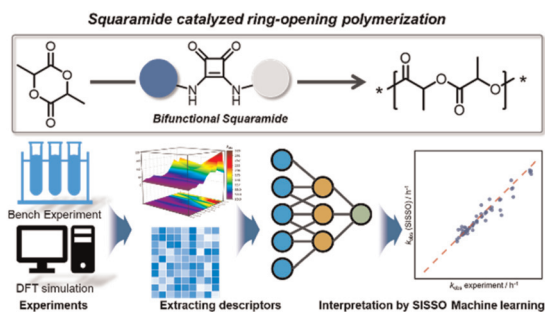 Squaramide catalyzed ring-opening polymerization
O
O
O
O
O
O
N
H
N
H
Bifunctional Squaramide
*
O
O
O
O
*
Bench Experiment
DFT simulation
Experiments
Extracting descriptors
k_obs (SISSO) / h⁻¹
k_obs experiment / h⁻¹
Interpretation by SISSO Machine learning